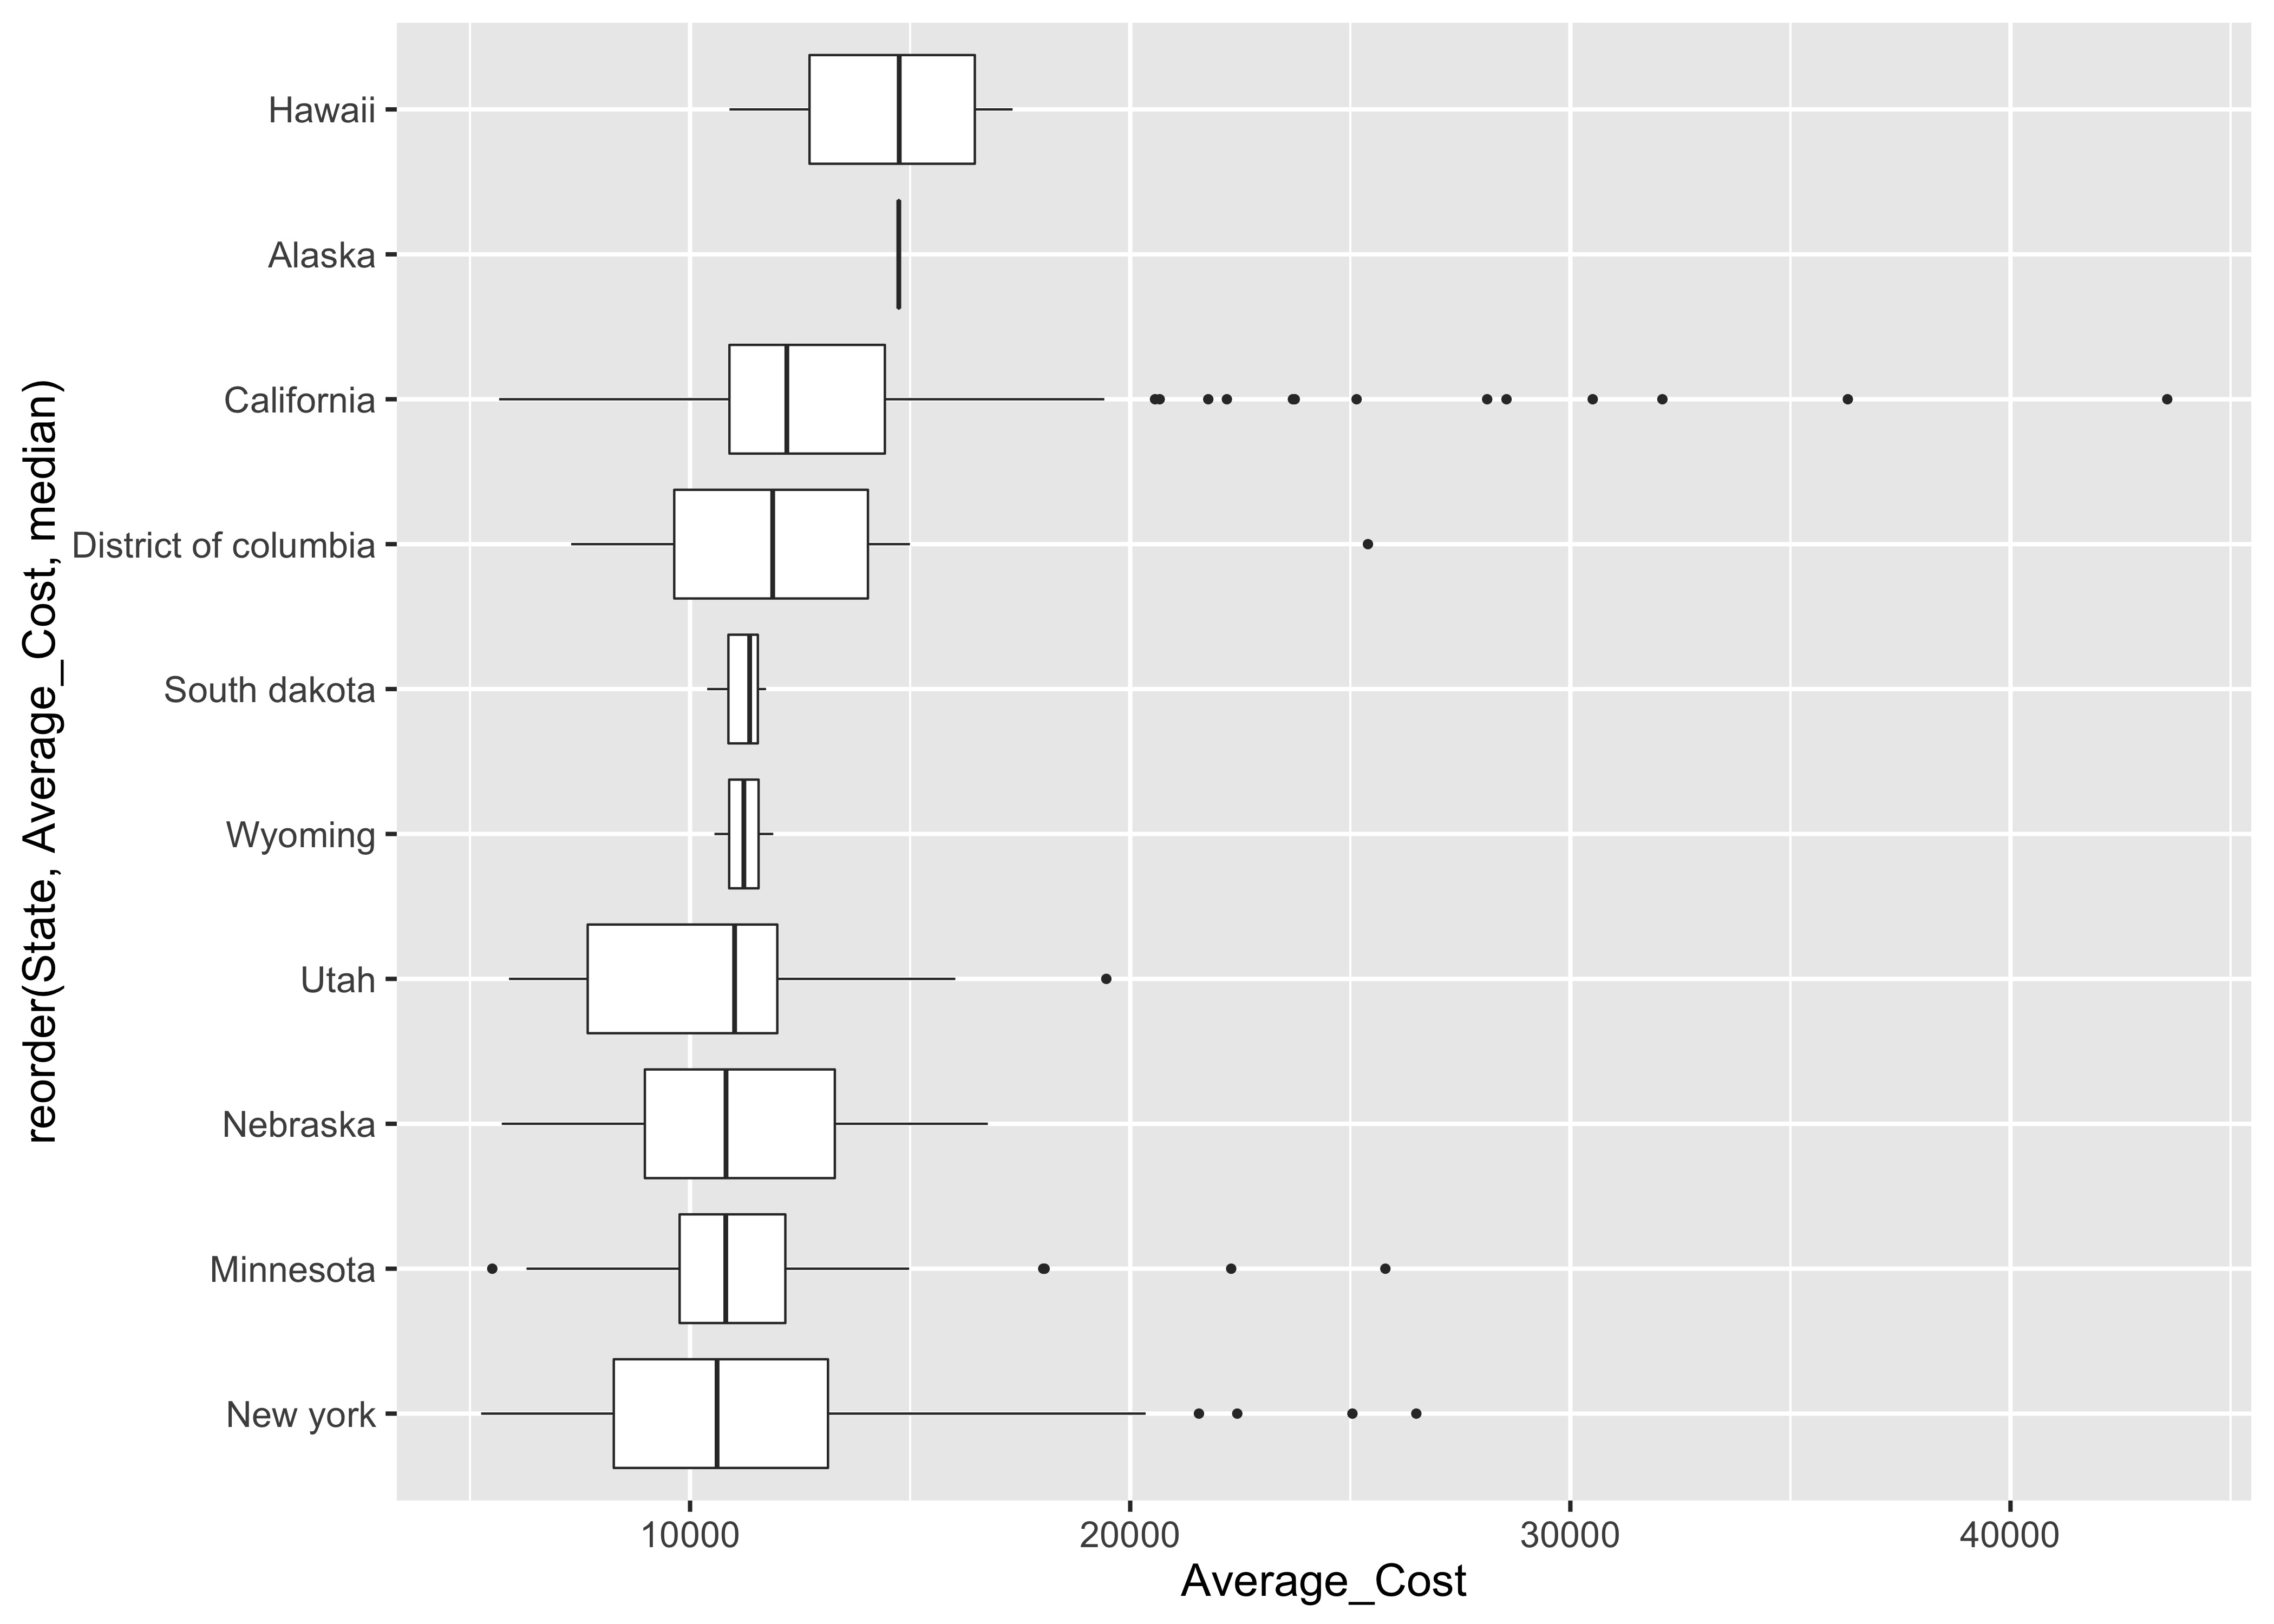 reorder(State, Average_Cost, median)
Hawaii
Alaska
California
District of columbia
South dakota
Wyoming
Utah
Nebraska
Minnesota
New york
10000 20000 30000 40000
Average_Cost